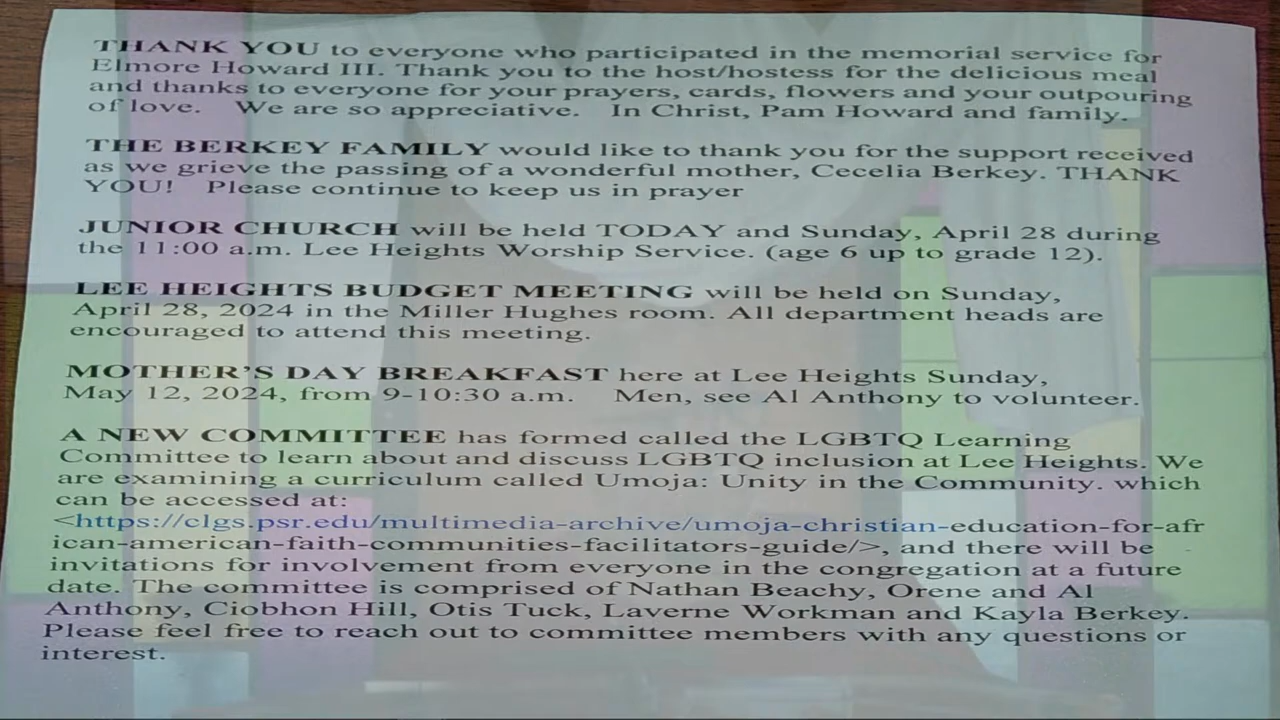 THANK YOU to everyone who participated in the memorial service for
Elmore Howard III. Thank you to the host/hostess for the delicious meal
and thanks to everyone for your prayers, cards, flowers and your outpouring
of love. We are so appreciative. In Christ, Pam Howard and family.
THE BERKEY FAMILY would like to thank you for the support received
as we grieve the passing of a wonderful mother, Cecelia Berkey. THANK
YOU! Please continue to keep us in prayer
JUNIOR CHURCH will be held TODAY and Sunday, April 28 during
the 11:00 a.m. Lee Heights Worship Service. (age 6 up to grade 12).
LEE HEIGHTS BUDGET MEETING will be held on Sunday,
April 28, 2024 in the Miller Hughes room. All department heads are
encouraged to attend this meeting.
MOTHER'S DAY BREAKFAST here at Lee Heights Sunday,
May 12, 2024, from 9-10:30 a.m. Men, see Al Anthony to volunteer.
A NEW COMMITTEE has formed called the LGBTQ Learning
Committee to learn about and discuss LGBTQ inclusion at Lee Heights. We
are examining a curriculum called Umoja: Unity in the Community. which
can be accessed at:
<https://clgs.psr.edu/multimedia-archive/umoja-christian-education-for-afr
ican-american-faith-communities-facilitators-guide/>, and there will be
invitations for involvement from everyone in the congregation at a future
date. The committee is comprised of Nathan Beachy, Orene and Al
Anthony, Ciobhon Hill, Otis Tuck, Laverne Workman and Kayla Berkey.
Please feel free to reach out to committee members with any questions or
interest.